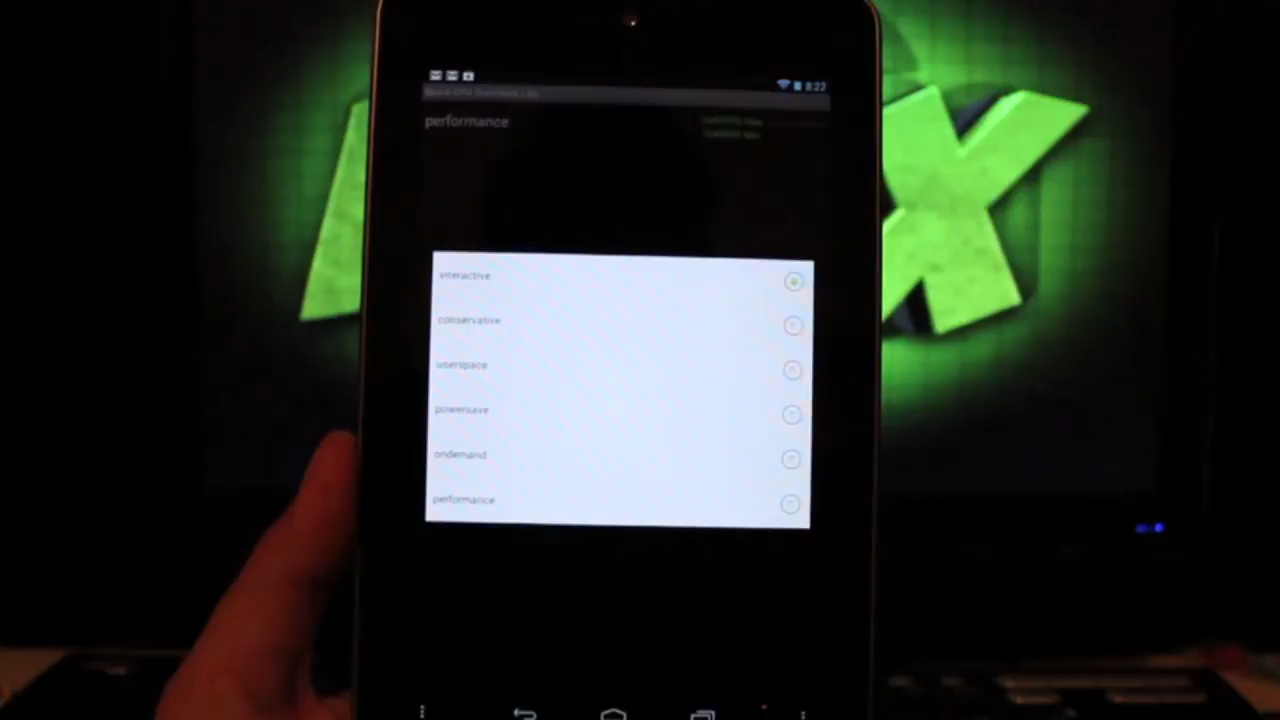 8:22
performance
interactive
conservative
userspace
powersave
ondemand
performance
X